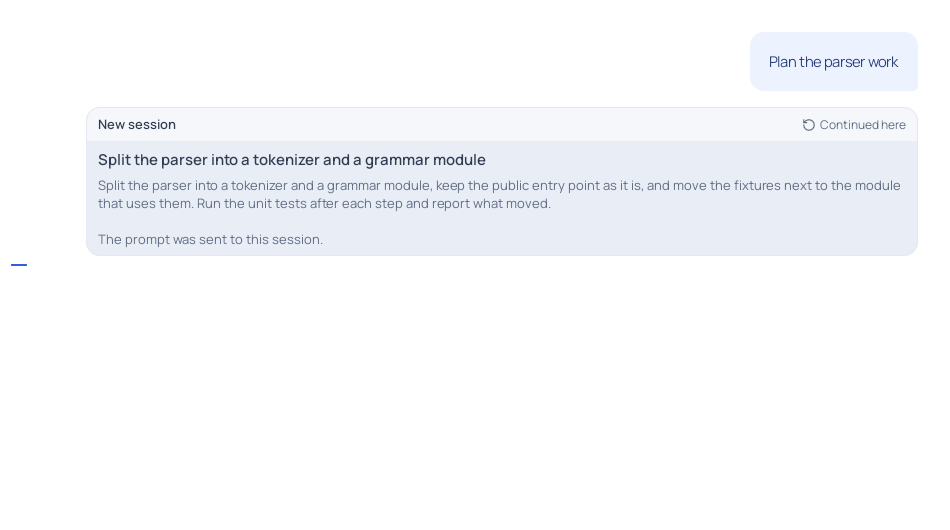 Plan the parser work
New session
Continued here
Split the parser into a tokenizer and a grammar module
Split the parser into a tokenizer and a grammar module, keep the public entry point as it is, and move the fixtures next to the module
that uses them. Run the unit tests after each step and report what moved.
The prompt was sent to this session.